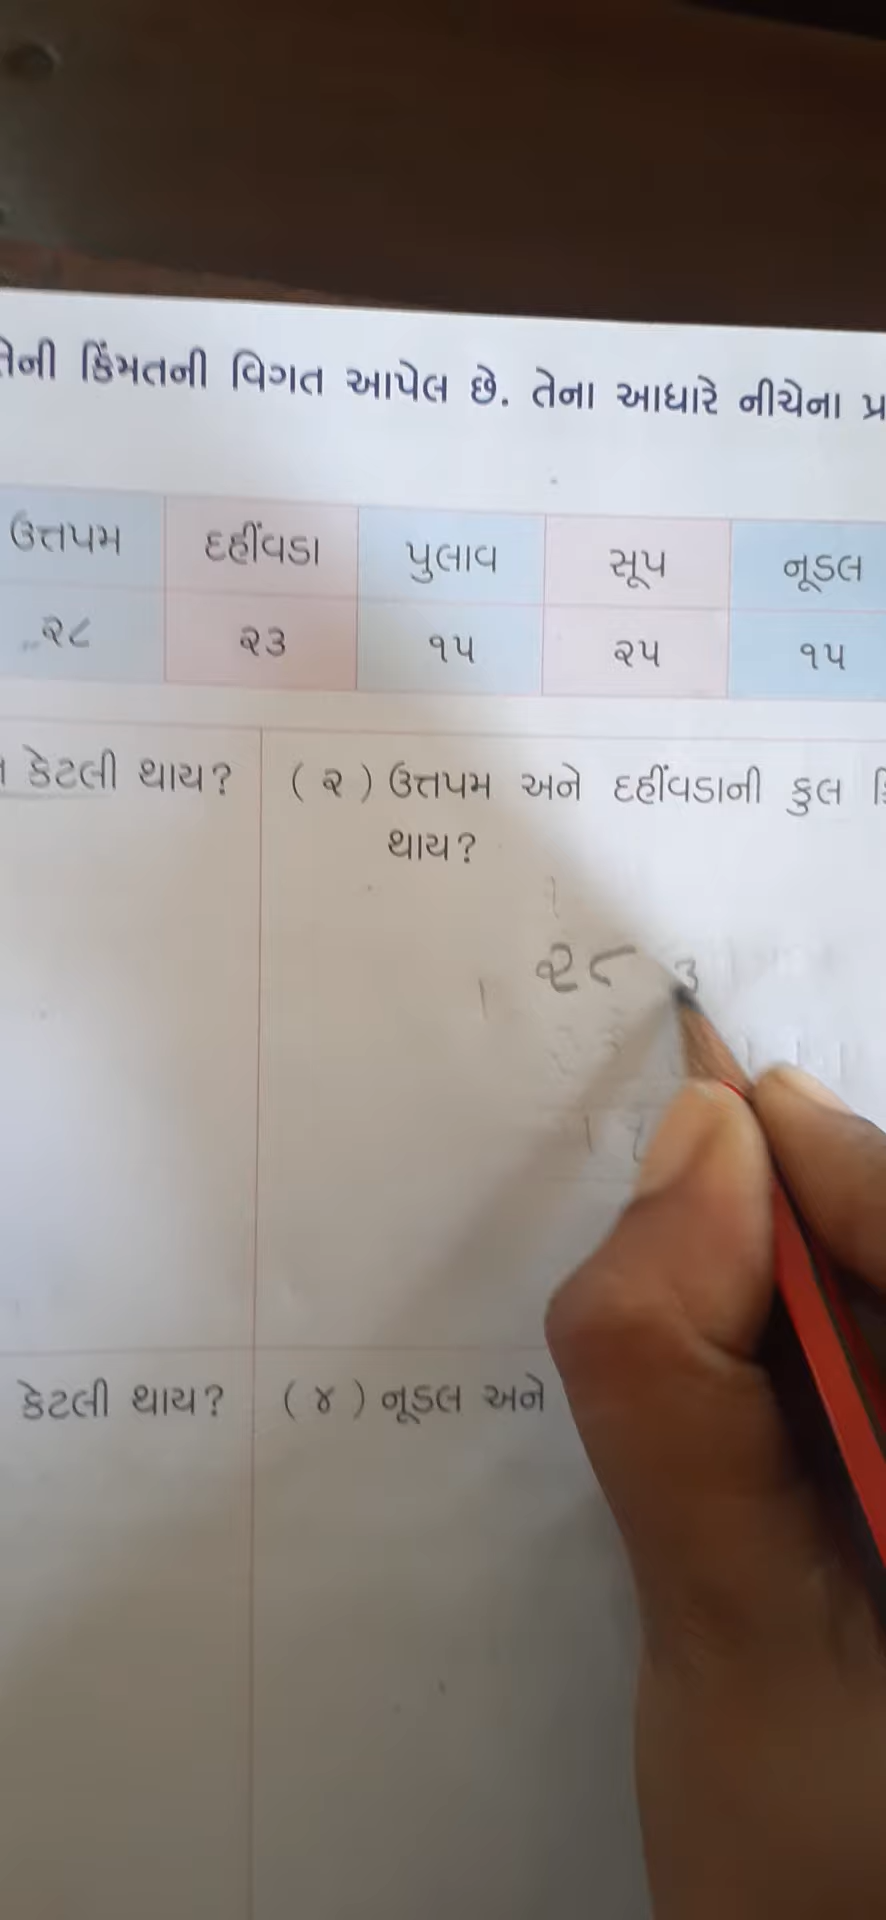 તેની કિંમતની વિગત આપેલ છે. તેના આધારે નીચેના પ્ર
ઉત્તપમ દહીંવડા પુલાવ સૂપ નૂડલ
૨૮ ૨૩ ૧૫ ૨૫ ૧૫
કેટલી થાય? (૨) ઉત્તપમ અને દહીંવડાની કુલ
થાય?
૨૮ ૩
કેટલી થાય? (૪) નૂડલ અને